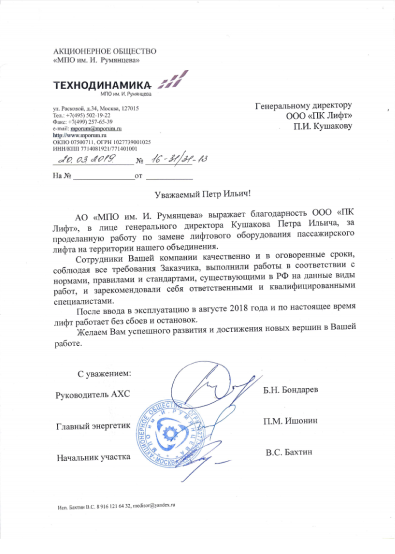 АКЦИОНЕРНОЕ ОБЩЕСТВО
«МПО им. И. Румянцева»
ТЕХНОДИНАМИКА
МПО им. И. Румянцева
ул. Расковой, д.34, Москва, 127015
Тел.: +7(495) 502-19-22
Факс: +7(499) 257-65-39
e-mail: mporum@mporum.ru
http://www.mporum.ru
ОКПО 07500711, ОГРН 1027739001025
ИНН/КПП 7714081921/771401001
20.03.2019 № 16-31/21-13
На № от
Генеральному директору
ООО «ПК Лифт»
П.И. Кушакову
Уважаемый Петр Ильич!
АО «МПО им. И. Румянцева» выражает благодарность ООО «ПК
Лифт», в лице генерального директора Кушакова Петра Ильича, за
проделанную работу по замене лифтового оборудования пассажирского
лифта на территории нашего объединения.
Сотрудники Вашей компании качественно и в оговоренные сроки,
соблюдая все требования Заказчика, выполнили работы в соответствии с
нормами, правилами и стандартами, существующими в РФ на данные виды
работ, и зарекомендовали себя ответственными и квалифицированными
специалистами.
После ввода в эксплуатацию в августе 2018 года и по настоящее время
лифт работает без сбоев и остановок.
Желаем Вам успешного развития и достижения новых вершин в Вашей
работе.
С уважением:
Руководитель АХС Б.Н. Бондарев
Главный энергетик П.М. Ишонин
Начальник участка В.С. Бахтин
Исп. Бахтин В.С. 8 916 121 64 32,